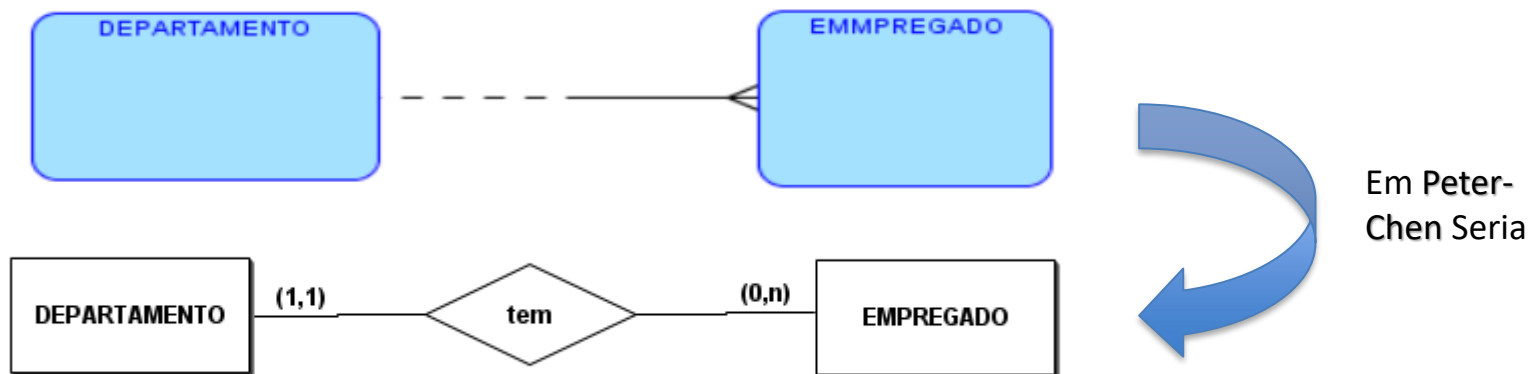 DEPARTAMENTO
EMMPREGADO
Em Peter-
Chen Seria
DEPARTAMENTO
(1,1)
tem
(0,n)
EMPREGADO